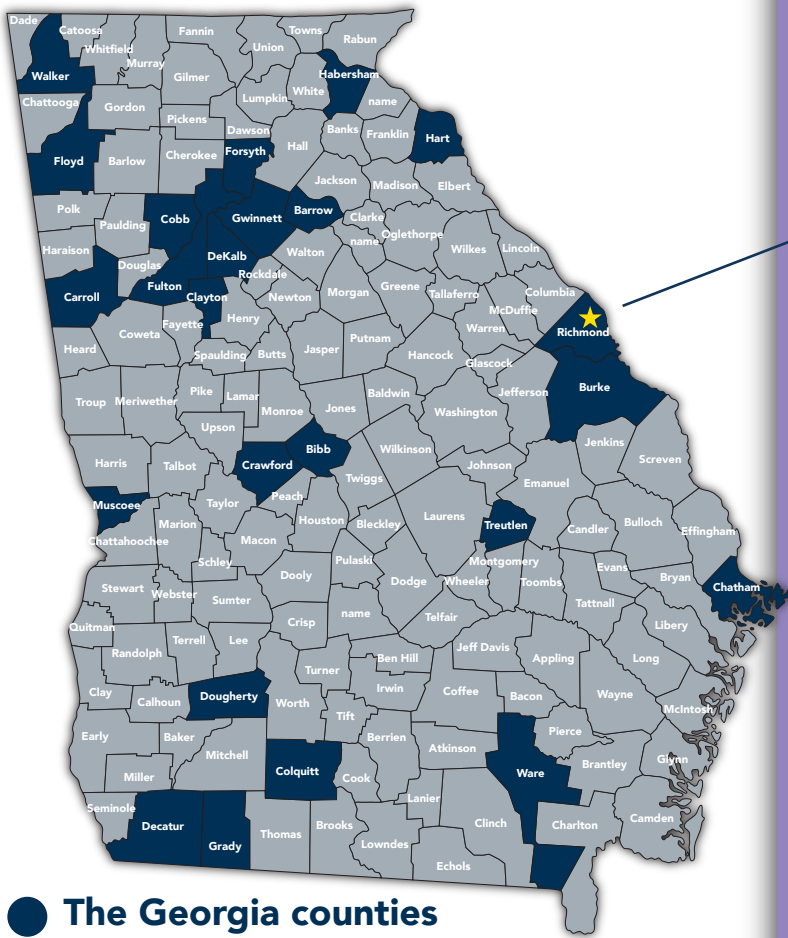 Dade
Catoosa
Whitfield
Murray
Fannin
Union
Towns
Rabun
Walker
Gilmer
Habersham
White
Lumpkin
name
Chattooga
Gordon
Pickens
Dawson
Hall
Banks
Franklin
Hart
Floyd
Barlow
Cherokee
Forsyth
Jackson
Madison
Elbert
Polk
Paulding
Cobb
Gwinnett
Barrow
Clarke
name
Oglethorpe
Wilkes
Lincoln
Haraison
Douglas
DeKalb
Walton
Rockdale
Carroll
Fulton
Clayton
Newton
Morgan
Greene
Tallaferro
Columbia
McDuffie
Fayette
Henry
Warren
Richmond
Heard
Coweta
Spaulding
Butts
Jasper
Putnam
Hancock
Glascock
Troup
Meriwether
Pike
Lamar
Monroe
Jones
Baldwin
Washington
Jefferson
Burke
Upson
Harris
Talbot
Crawford
Bibb
Wilkinson
Johnson
Jenkins
Screven
Emanuel
Muscoee
Taylor
Peach
Twiggs
Marion
Houston
Bleckley
Laurens
Treutlen
Candler
Bulloch
Effingham
Chattahoochee
Macon
Schley
Dooly
Pulaski
Dodge
Montgomery
Wheeler
Toombs
Evans
Tattnall
Bryan
Chatham
Stewart
Webster
Sumter
Crisp
name
Telfair
Libery
Quitman
Randolph
Terrell
Lee
Turner
Ben Hill
Jeff Davis
Appling
Long
Clay
Calhoun
Dougherty
Worth
Irwin
Coffee
Bacon
Wayne
McIntosh
Tift
Early
Baker
Mitchell
Berrien
Atkinson
Pierce
Miller
Colquitt
Cook
Ware
Brantley
Glynn
Seminole
Decatur
Grady
Thomas
Brooks
Lanier
Lowndes
Clinch
Echols
Charlton
Camden
The Georgia counties